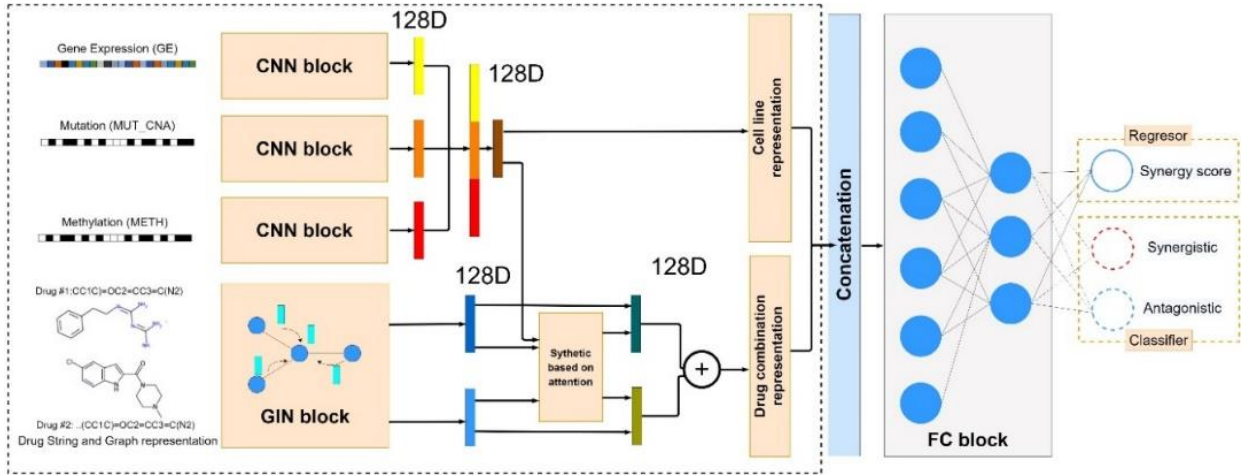 Gene Expression (GE)
Mutation (MUT_CNA)
Methylation (METH)
Drug #1:CC1C)=OC2=CC3=C(N2)
Drug #2: ..(CC1C)=OC2=CC3=C(N2)
Drug String and Graph representation
CNN block
CNN block
CNN block
GIN block
128D
128D
128D
128D
Sythetic
based on
attention
+
Cell line
representation
Drug combination
representation
Concatenation
FC block
Regresor
Synergy score
Synergistic
Antagonistic
Classifier